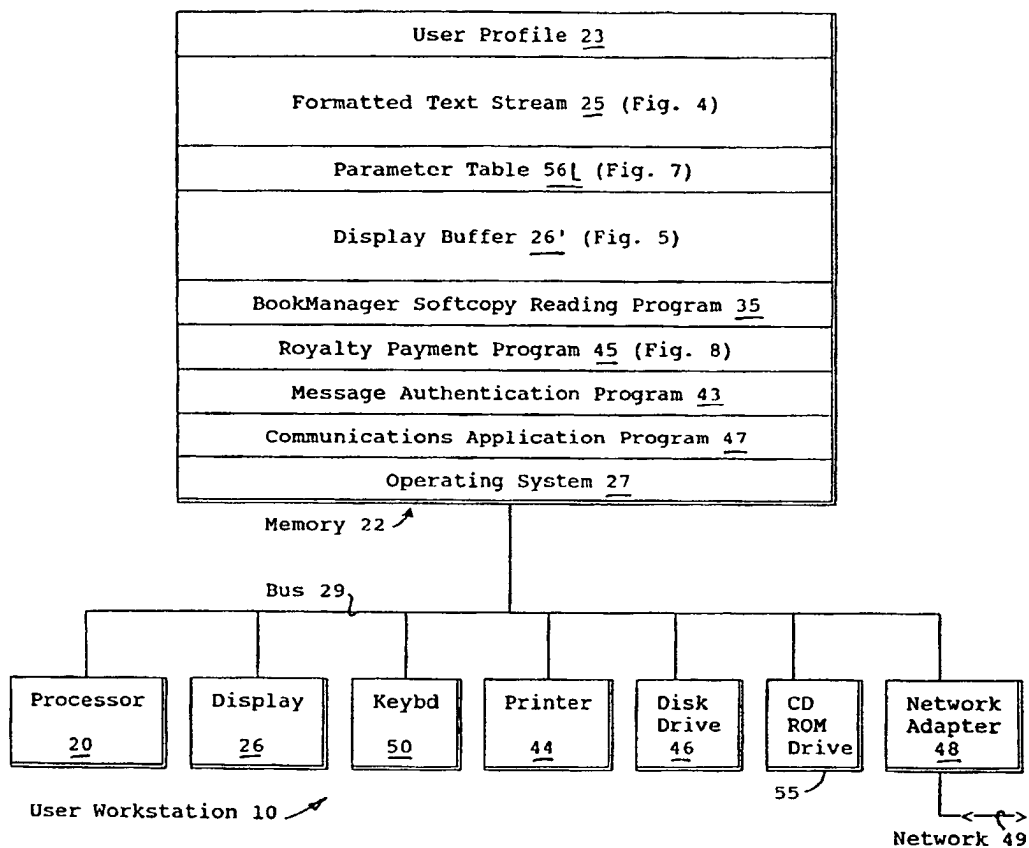 User Profile 23
Formatted Text Stream 25 (Fig. 4)
Parameter Table 56L (Fig. 7)
Display Buffer 26' (Fig. 5)
BookManager Softcopy Reading Program 35
Royalty Payment Program 45 (Fig. 8)
Message Authentication Program 43
Communications Application Program 47
Operating System 27
Memory 22
Bus 29
Processor
20
Display
26
Keybd
50
Printer
44
Disk
Drive
46
CD
ROM
Drive
55
Network
Adapter
48
User Workstation 10
Network 49